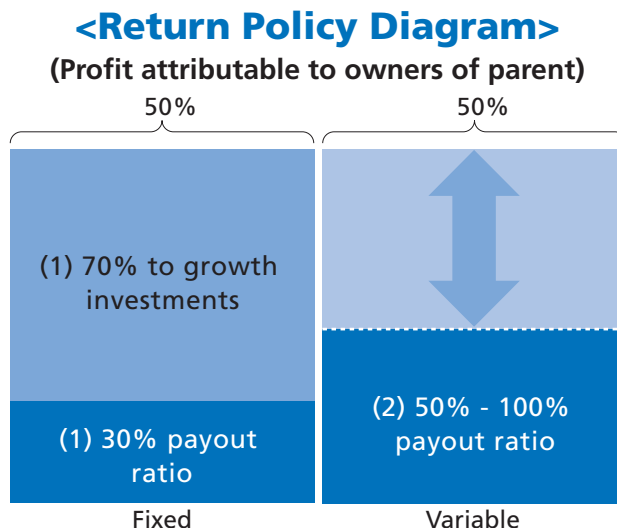 <Return Policy Diagram>
(Profit attributable to owners of parent)
50%
50%
(1) 70% to growth
investments
(1) 30% payout
ratio
(2) 50% - 100%
payout ratio
Fixed
Variable